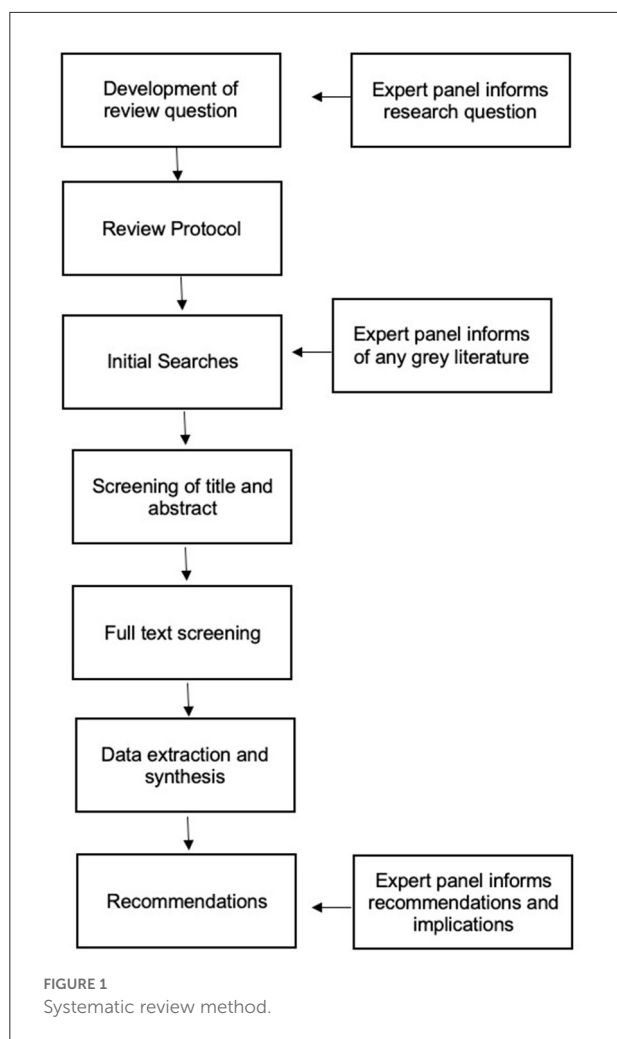 Development of
review question
Expert panel informs
research question
Review Protocol
Initial Searches
Expert panel informs
of any grey literature
Screening of title and
abstract
Full text screening
Data extraction and
synthesis
Recommendations
Expert panel informs
recommendations and
implications
FIGURE 1
Systematic review method.